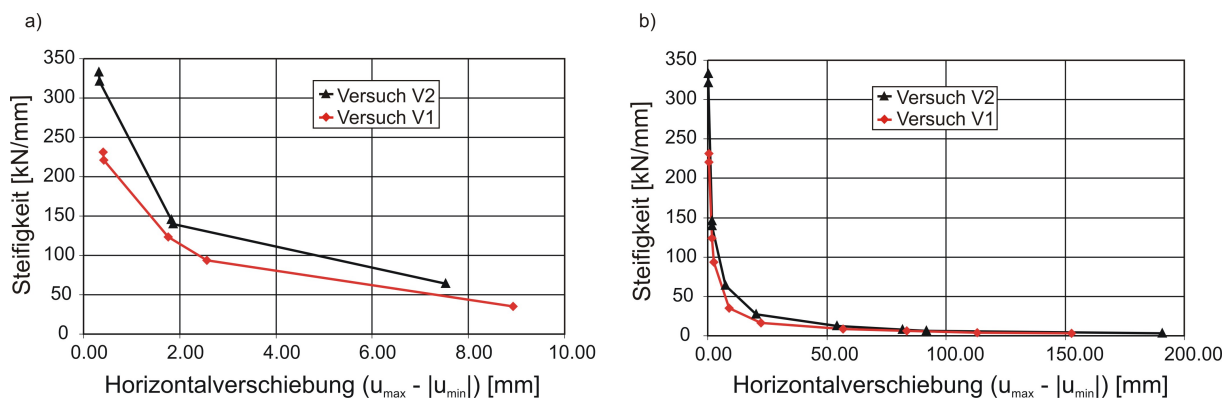 a)
350
300
250
200
150
100
50
0
Steifigkeit [kN/mm]
Versuch V2
Versuch V1
0.00 2.00 4.00 6.00 8.00 10.00
Horizontalverschiebung (umax - |umin|) [mm]
b)
350
300
250
200
150
100
50
0
Steifigkeit [kN/mm]
Versuch V2
Versuch V1
0.00 50.00 100.00 150.00 200.00
Horizontalverschiebung (umax - |umin|) [mm]